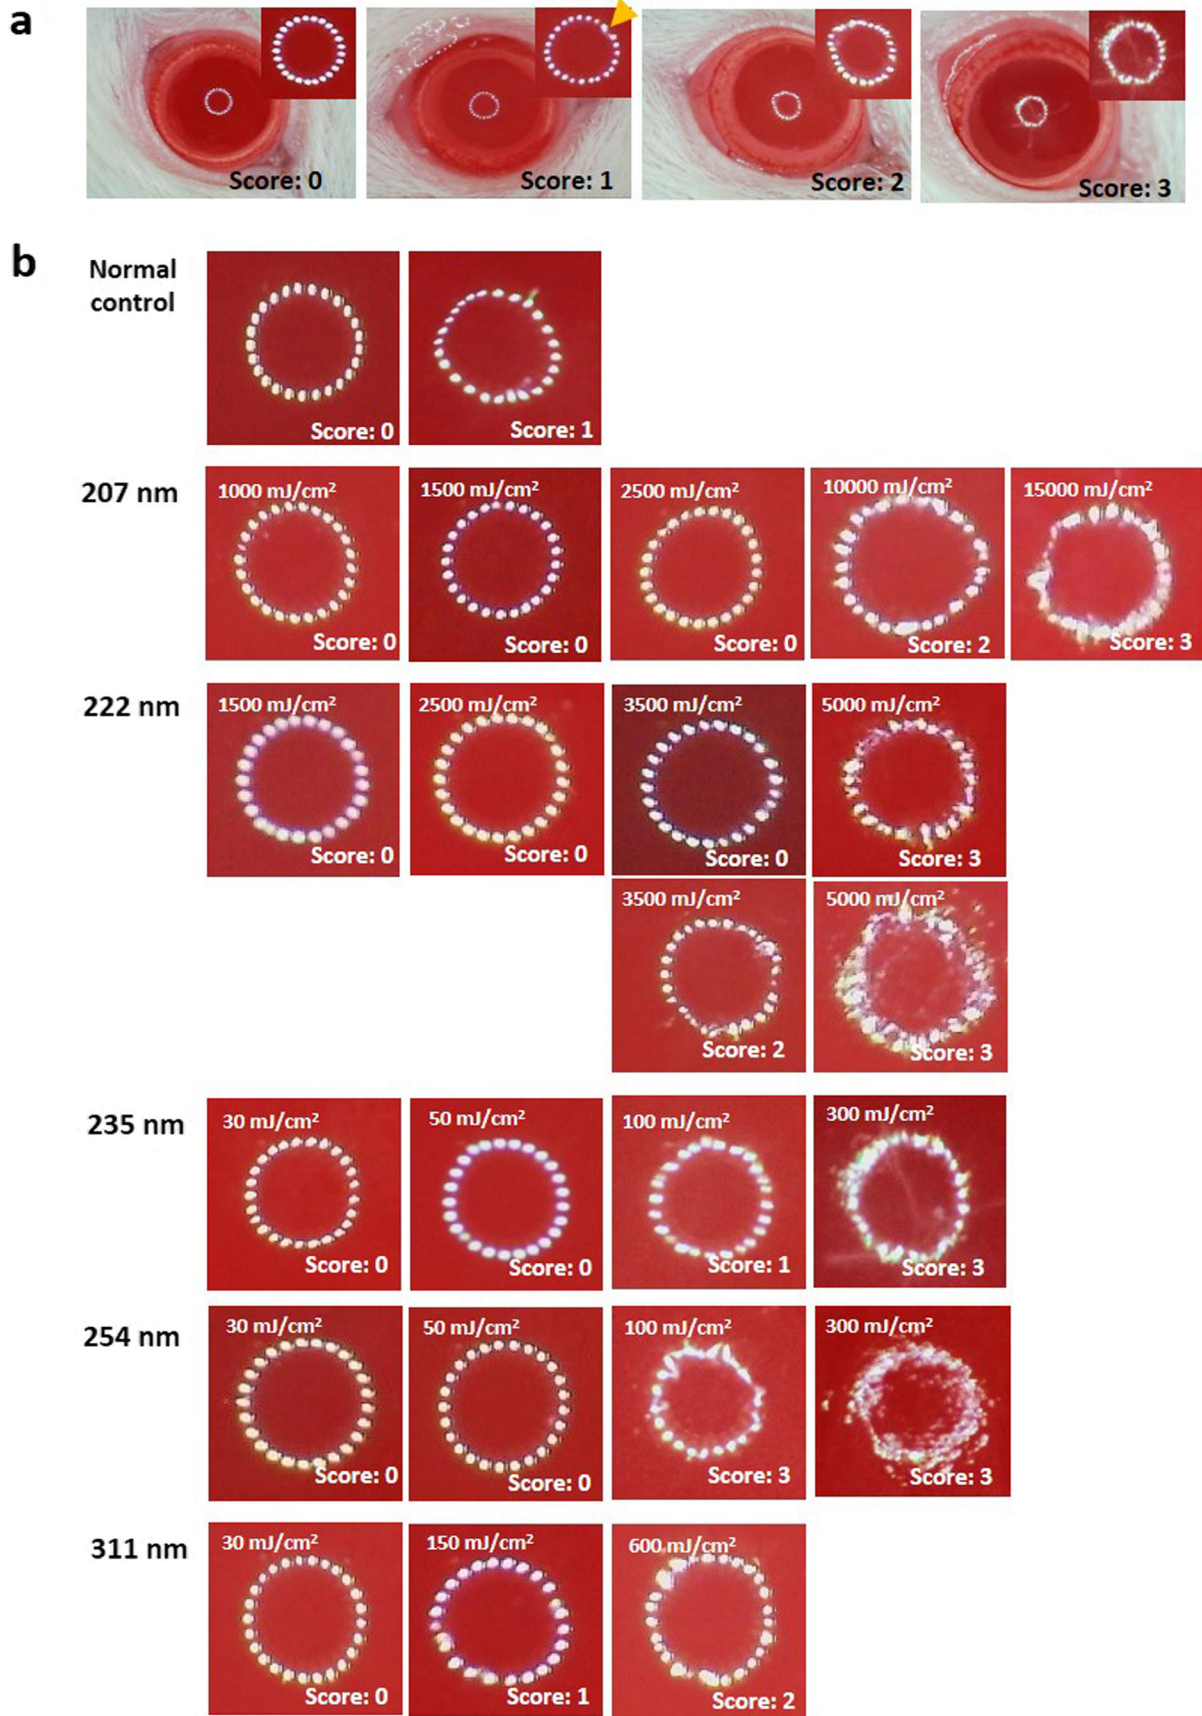 a
Score: 0
Score: 1
Score: 2
Score: 3
b
Normal
control
Score: 0
Score: 1
207 nm
1000 mJ/cm²
1500 mJ/cm²
2500 mJ/cm²
10000 mJ/cm²
15000 mJ/cm²
Score: 0
Score: 0
Score: 0
Score: 2
Score: 3
222 nm
1500 mJ/cm²
2500 mJ/cm²
3500 mJ/cm²
5000 mJ/cm²
Score: 0
Score: 0
Score: 0
Score: 3
3500 mJ/cm²
5000 mJ/cm²
Score: 2
Score: 3
235 nm
30 mJ/cm²
50 mJ/cm²
100 mJ/cm²
300 mJ/cm²
Score: 0
Score: 0
Score: 1
Score: 3
254 nm
30 mJ/cm²
50 mJ/cm²
100 mJ/cm²
300 mJ/cm²
Score: 0
Score: 0
Score: 3
Score: 3
311 nm
30 mJ/cm²
150 mJ/cm²
600 mJ/cm²
Score: 0
Score: 1
Score: 2